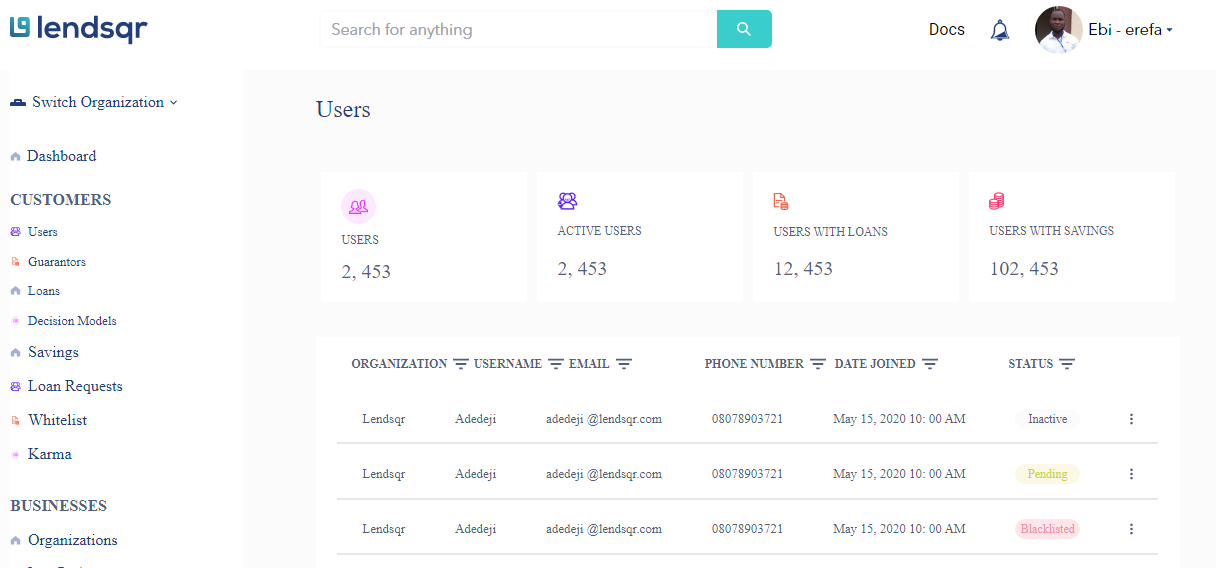 lendsqr
Search for anything
Docs
Ebi - erefa
Switch Organization
Dashboard
CUSTOMERS
Users
Guarantors
Loans
Decision Models
Savings
Loan Requests
Whitelist
Karma
BUSINESSES
Organizations
Users
USERS
2, 453
ACTIVE USERS
2, 453
USERS WITH LOANS
12, 453
USERS WITH SAVINGS
102, 453
ORGANIZATION USERNAME EMAIL PHONE NUMBER DATE JOINED STATUS
Lendsqr Adedeji adedeji @lendsqr.com 08078903721 May 15, 2020 10: 00 AM Inactive
Lendsqr Adedeji adedeji @lendsqr.com 08078903721 May 15, 2020 10: 00 AM Pending
Lendsqr Adedeji adedeji @lendsqr.com 08078903721 May 15, 2020 10: 00 AM Blacklisted